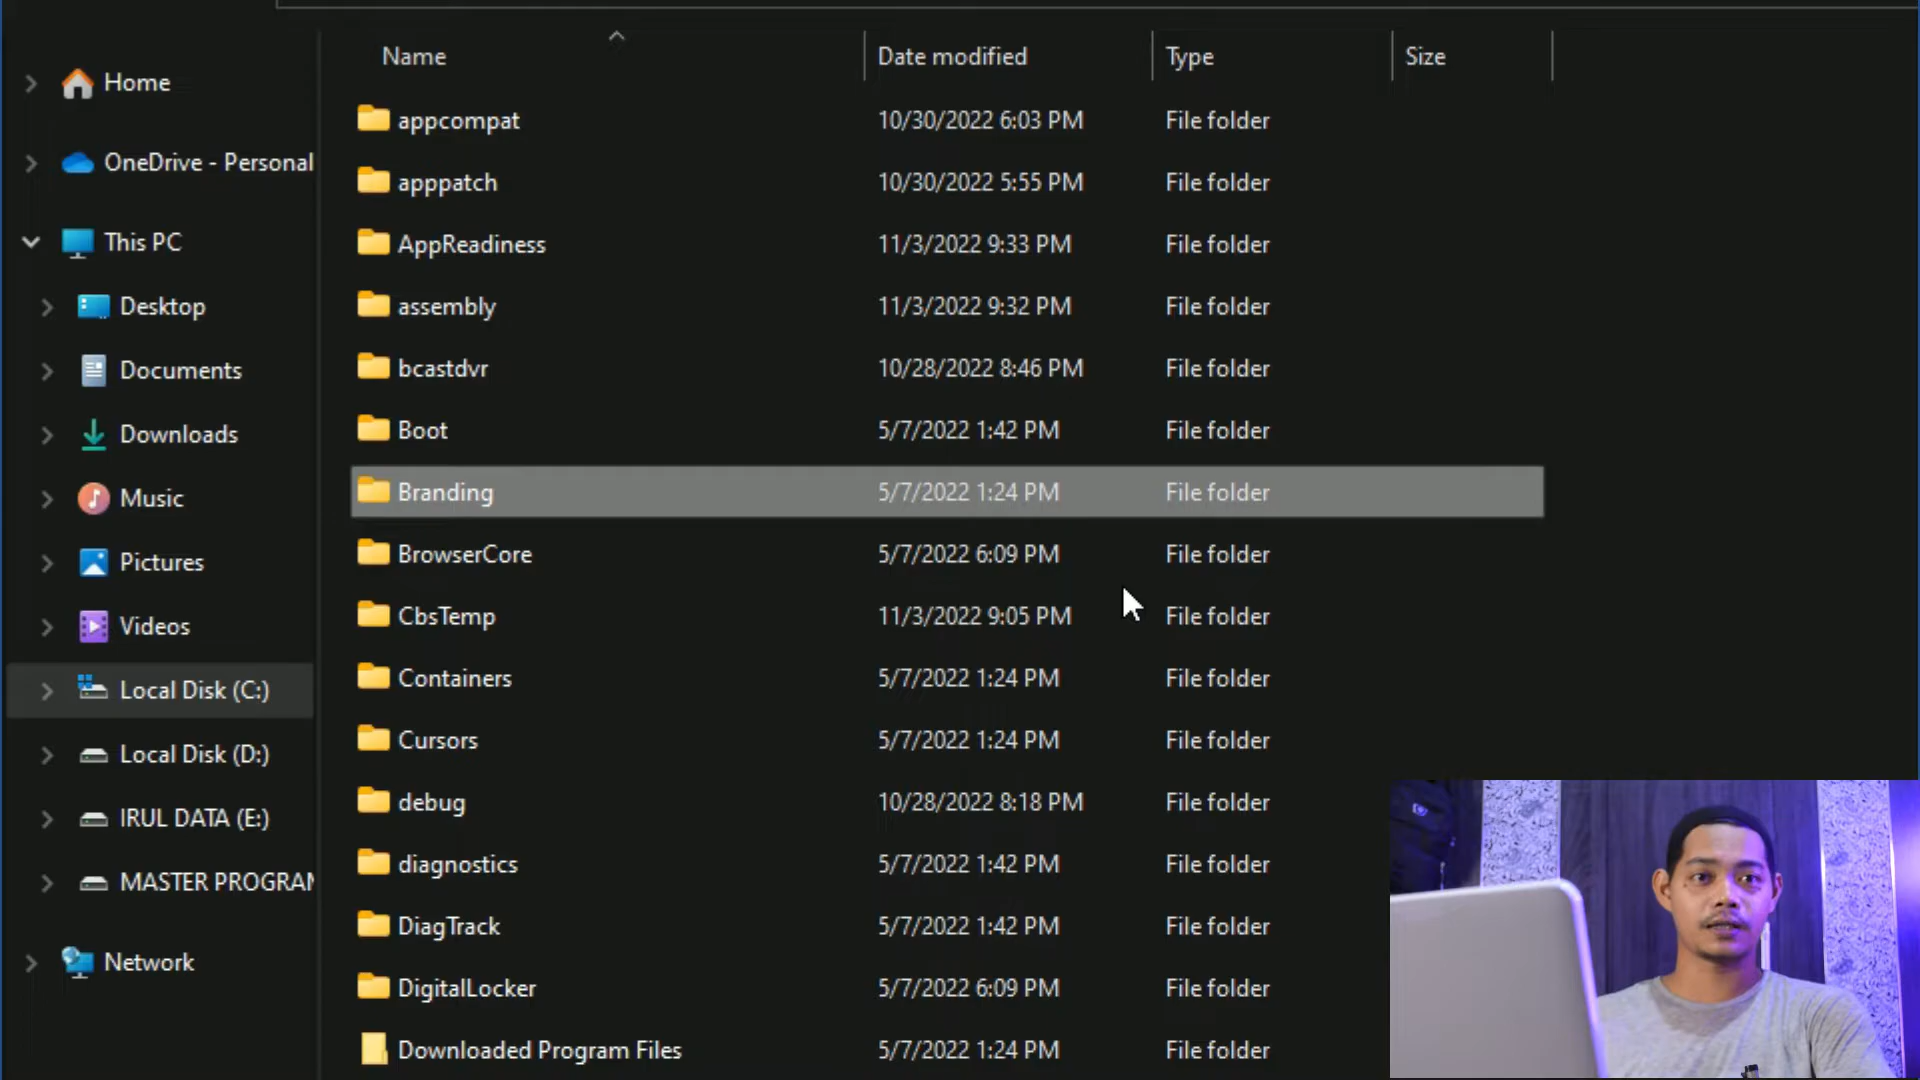 Name Date modified Type Size
Home
OneDrive - Personal
This PC
Desktop
Documents
Downloads
Music
Pictures
Videos
Local Disk (C:)
Local Disk (D:)
IRUL DATA (E:)
MASTER PROGRAM
Network
appcompat 10/30/2022 6:03 PM File folder
apppatch 10/30/2022 5:55 PM File folder
AppReadiness 11/3/2022 9:33 PM File folder
assembly 11/3/2022 9:32 PM File folder
bcastdvr 10/28/2022 8:46 PM File folder
Boot 5/7/2022 1:42 PM File folder
Branding 5/7/2022 1:24 PM File folder
BrowserCore 5/7/2022 6:09 PM File folder
CbsTemp 11/3/2022 9:05 PM File folder
Containers 5/7/2022 1:24 PM File folder
Cursors 5/7/2022 1:24 PM File folder
debug 10/28/2022 8:18 PM File folder
diagnostics 5/7/2022 1:42 PM File folder
DiagTrack 5/7/2022 1:42 PM File folder
DigitalLocker 5/7/2022 6:09 PM File folder
Downloaded Program Files 5/7/2022 1:24 PM File folder